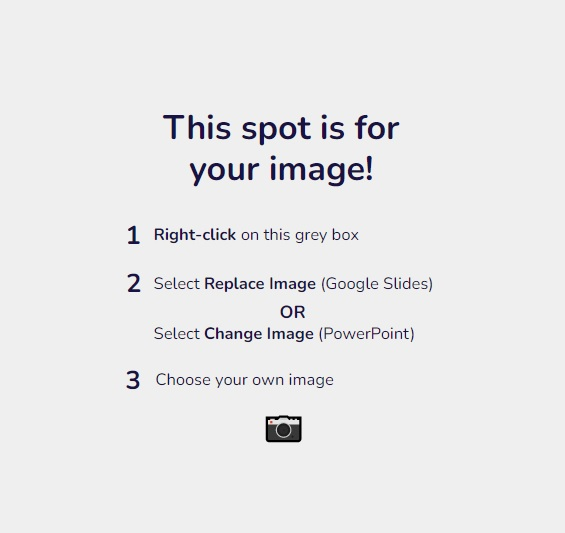 This spot is for
your image!
1 Right-click on this grey box
2 Select Replace Image (Google Slides)
OR
Select Change Image (PowerPoint)
3 Choose your own image